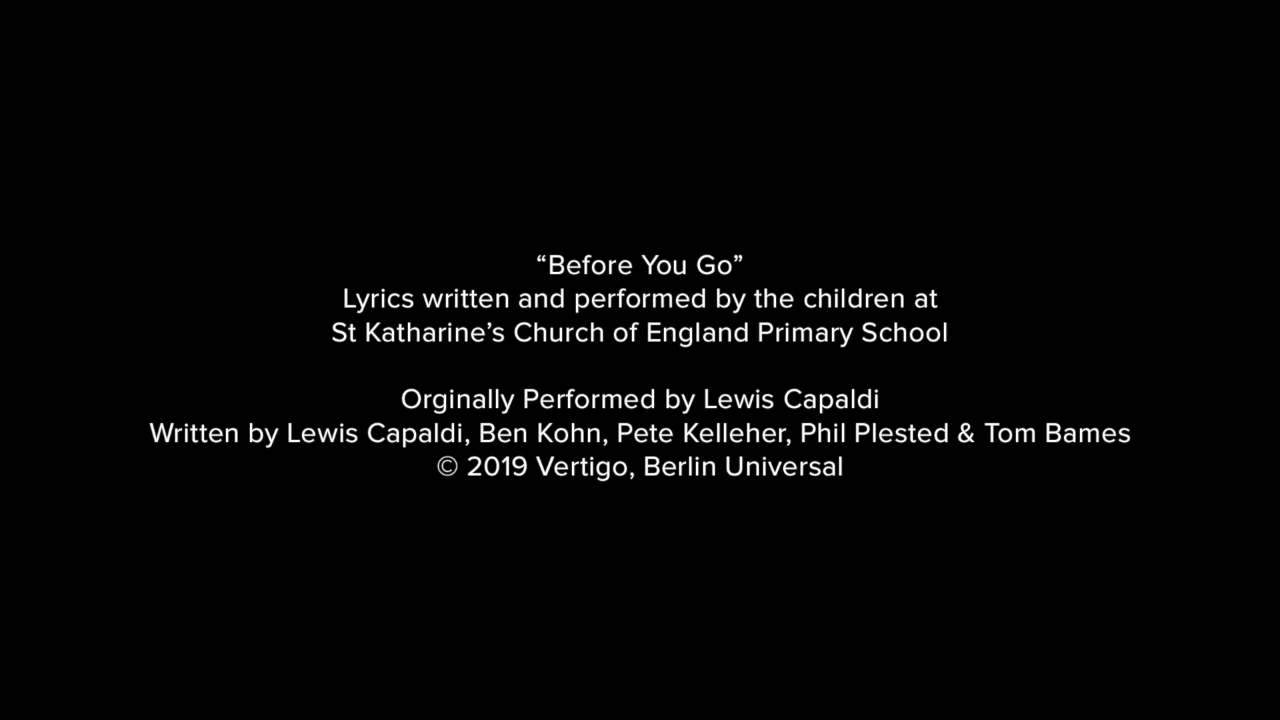 “Before You Go”
Lyrics written and performed by the children at
St Katharine’s Church of England Primary School
Orginally Performed by Lewis Capaldi
Written by Lewis Capaldi, Ben Kohn, Pete Kelleher, Phil Plested & Tom Bames
© 2019 Vertigo, Berlin Universal